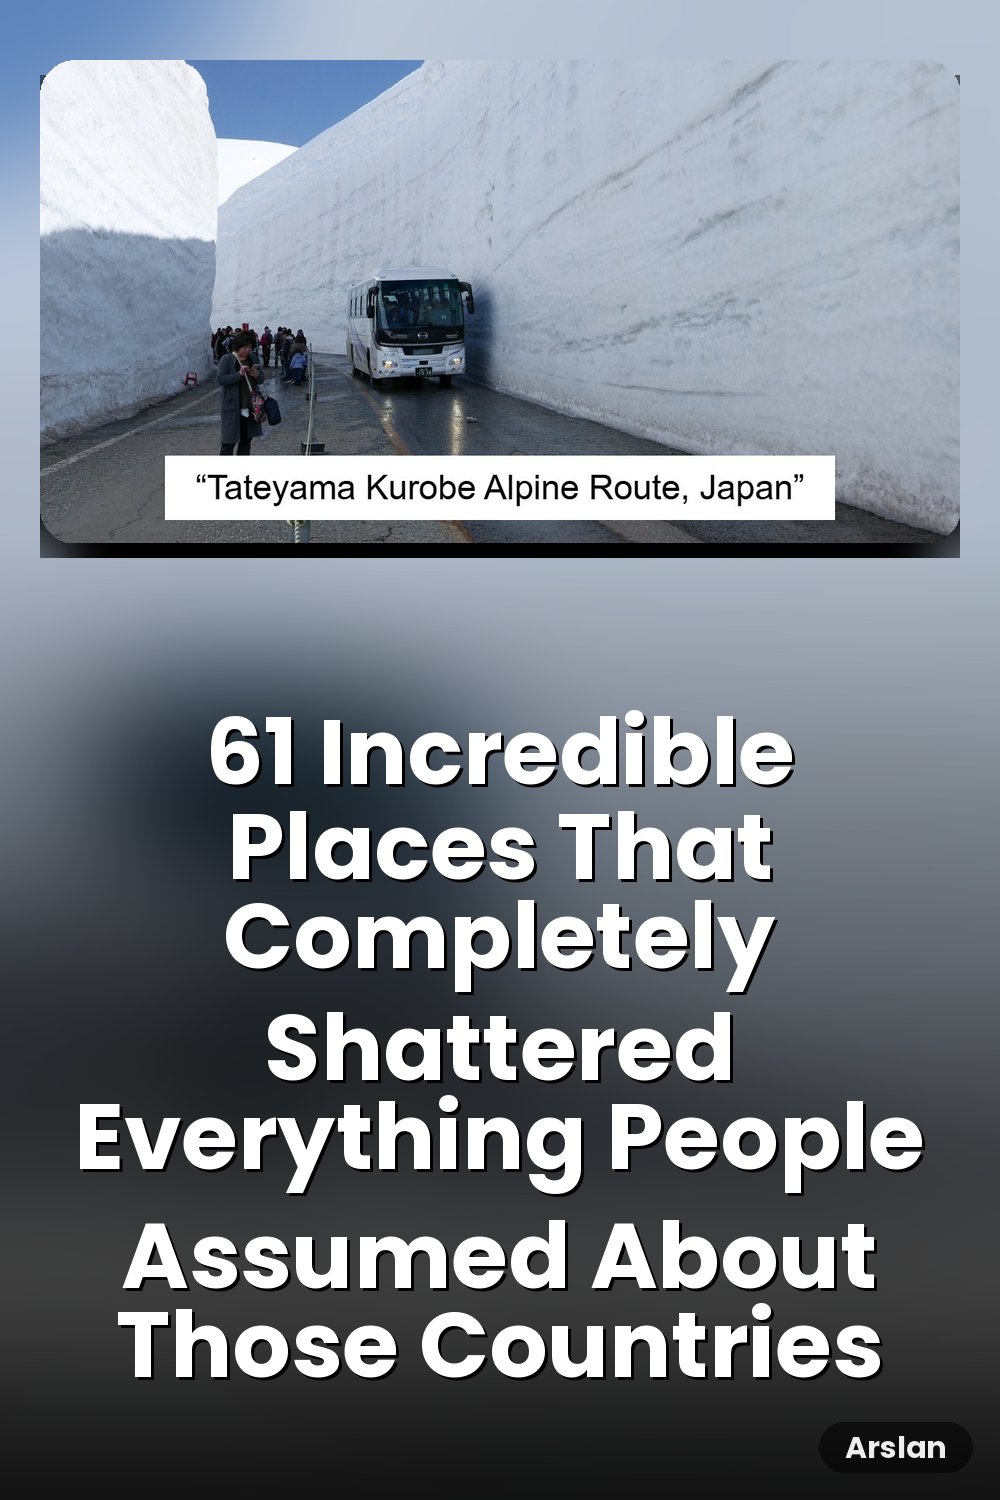 “Tateyama Kurobe Alpine Route, Japan”
61 Incredible
Places That
Completely
Shattered
Everything People
Assumed About
Those Countries
Arslan